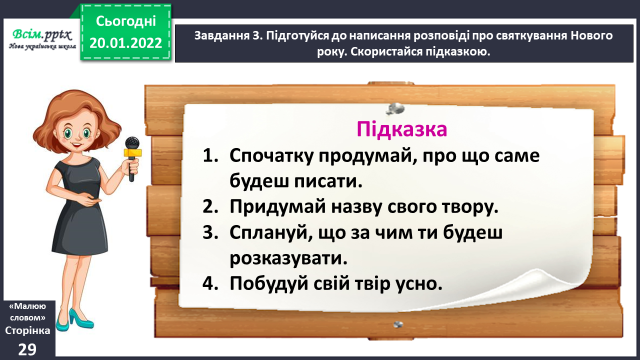 Всім.pptx
Нова українська школа
Сьогодні
20.01.2022
Завдання 3. Підготуйся до написання розповіді про святкування Нового
року. Скористайся підказкою.
Підказка
1. Спочатку продумай, про що саме
будеш писати.
2. Придумай назву свого твору.
3. Сплануй, що за чим ти будеш
розказувати.
4. Побудуй свій твір усно.
«Малюю
словом»
Сторінка
29